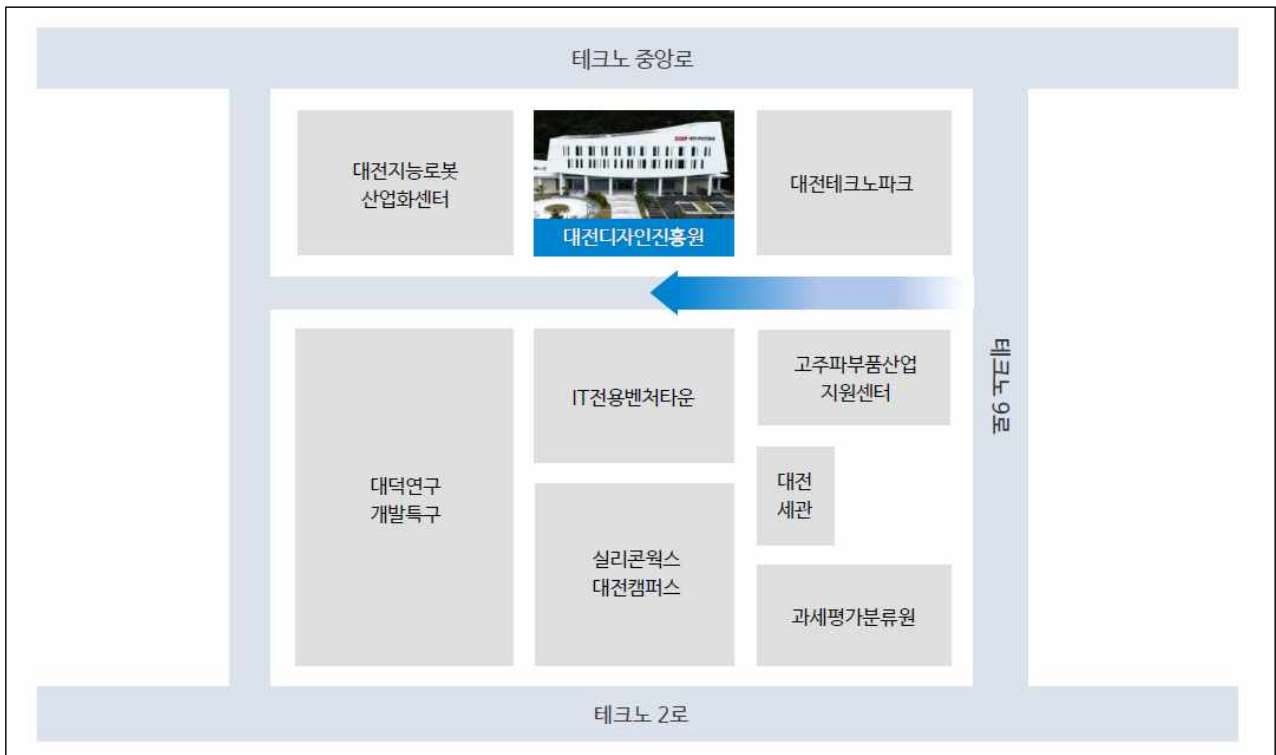 테크노 중앙로
대전지능로봇
산업화센터
대전디자인진흥원
대전테크노파크
IT전용벤처타운
고주파부품산업
지원센터
테크노 9로
대덕연구
개발특구
대전
세관
실리콘웍스
대전캠퍼스
과세평가분류원
테크노 2로